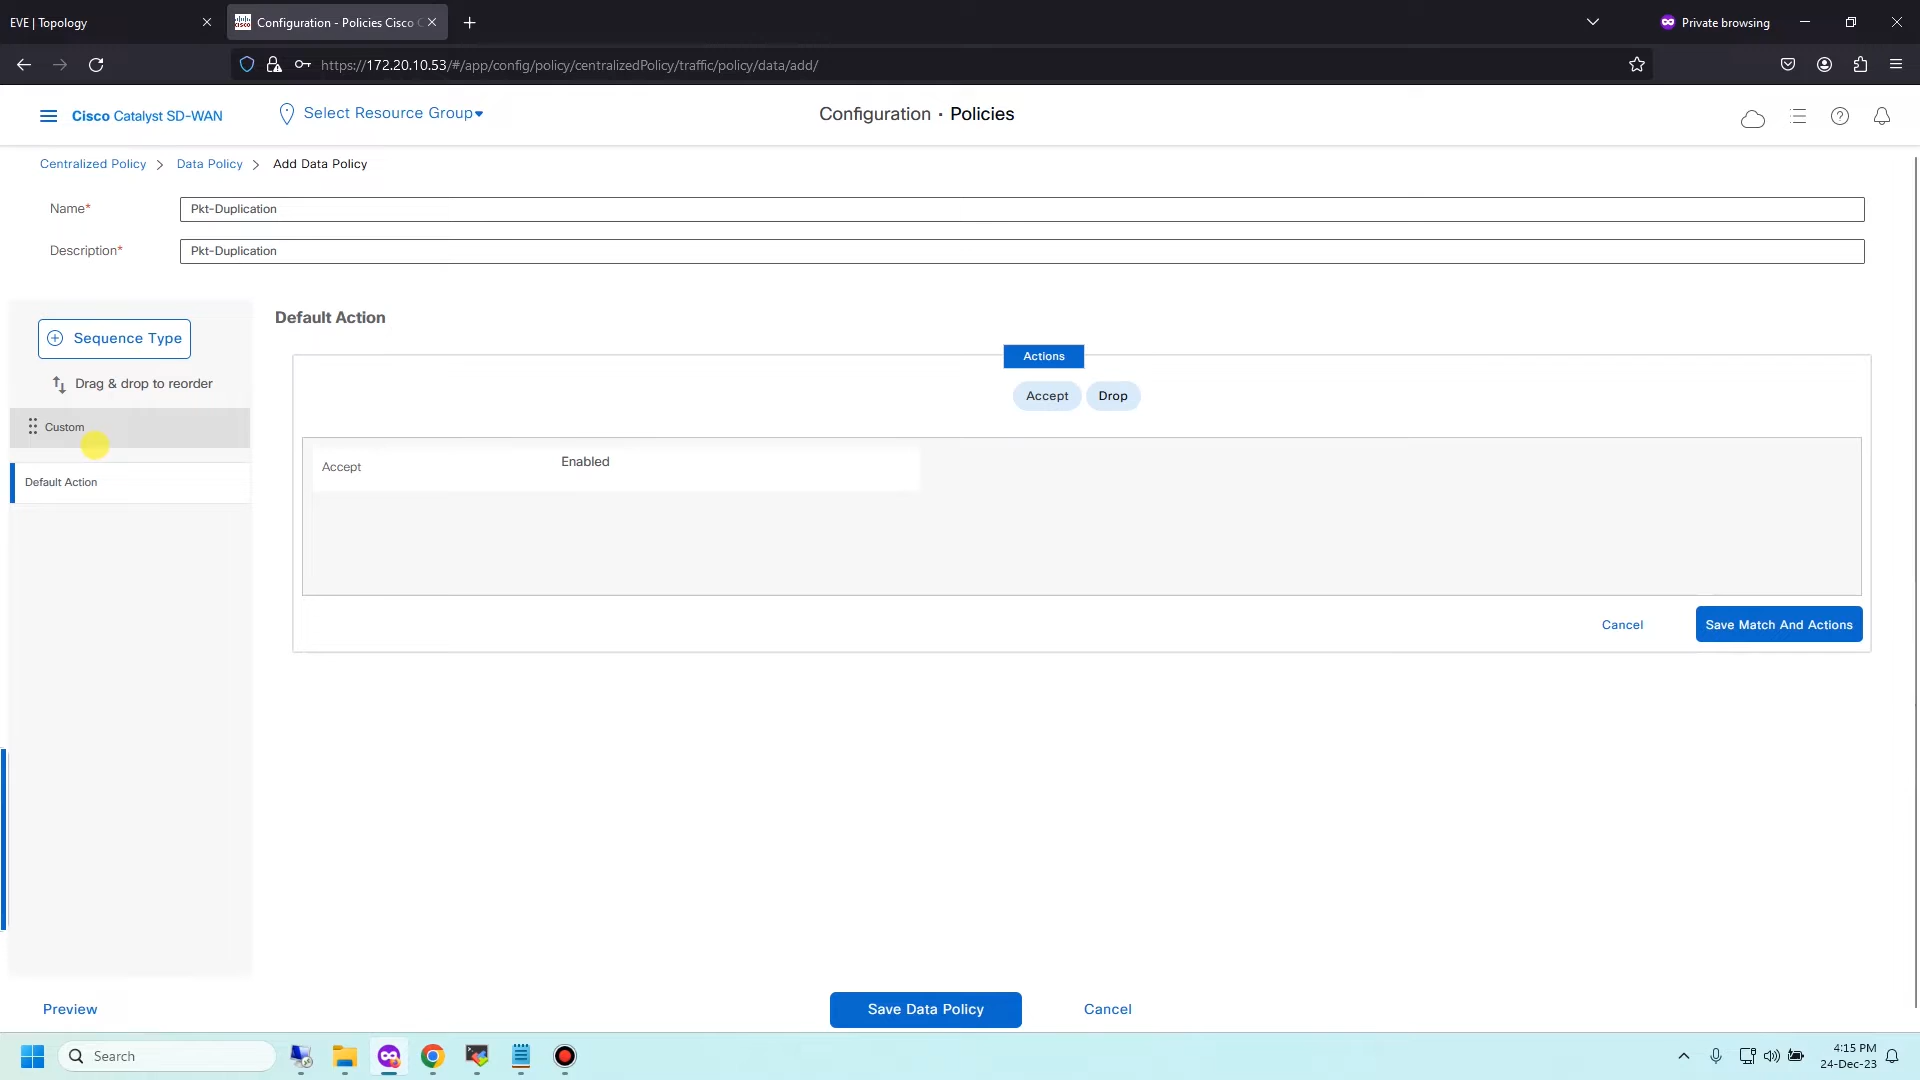 EVE | Topology
Configuration - Policies Cisco C
Private browsing
https://172.20.10.53/#/app/config/policy/centralizedPolicy/traffic/policy/data/add/
Cisco Catalyst SD-WAN
Select Resource Group
Configuration · Policies
Centralized Policy > Data Policy > Add Data Policy
Name*
Pkt-Duplication
Description*
Pkt-Duplication
Sequence Type
Drag & drop to reorder
Custom
Default Action
Default Action
Actions
Accept Drop
Accept Enabled
Cancel Save Match And Actions
Preview
Save Data Policy
Cancel
Search
4:15 PM
24-Dec-23